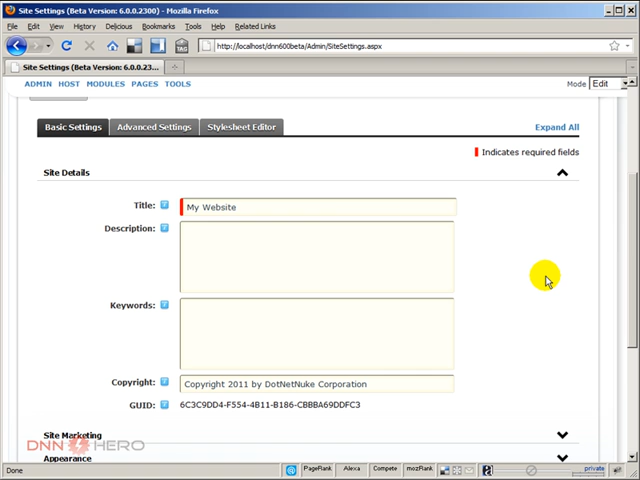 Site Settings (Beta Version: 6.0.0.2300) - Mozilla Firefox
File Edit View History Delicious Bookmarks Tools Help Related Links
http://localhost/dnn600beta/Admin/SiteSettings.aspx
Site Settings (Beta Version: 6.0.0.23...
ADMIN HOST MODULES PAGES TOOLS Mode Edit
Basic Settings Advanced Settings Stylesheet Editor Expand All
Indicates required fields
Site Details
Title: My Website
Description:
Keywords:
Copyright: Copyright 2011 by DotNetNuke Corporation
GUID: 6C3C9DD4-F554-4B11-B186-CBBBA69DDFC3
Site Marketing
DNN HERO
Appearance
Done PageRank Alexa Compete mozRank private